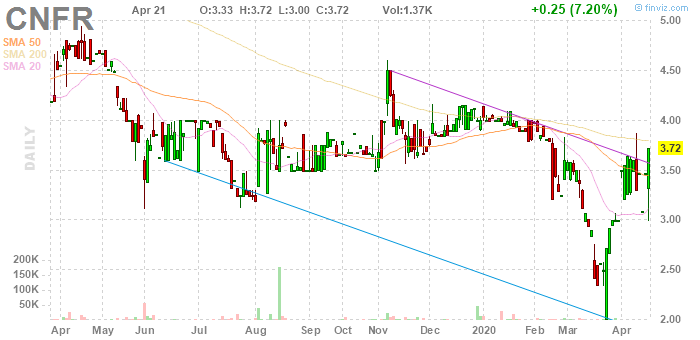 CNFR
Apr 21 O:3.33 H:3.72 L:3.00 C:3.72 Vol:1.37K +0.25 (7.20%)
© finviz.com
SMA 50
SMA 200
SMA 20
DAILY
5.00
4.50
4.00
3.72
3.50
3.00
2.50
2.00
200K
150K
100K
50K
Apr May Jun Jul Aug Sep Oct Nov Dec 2020 Feb Mar Apr